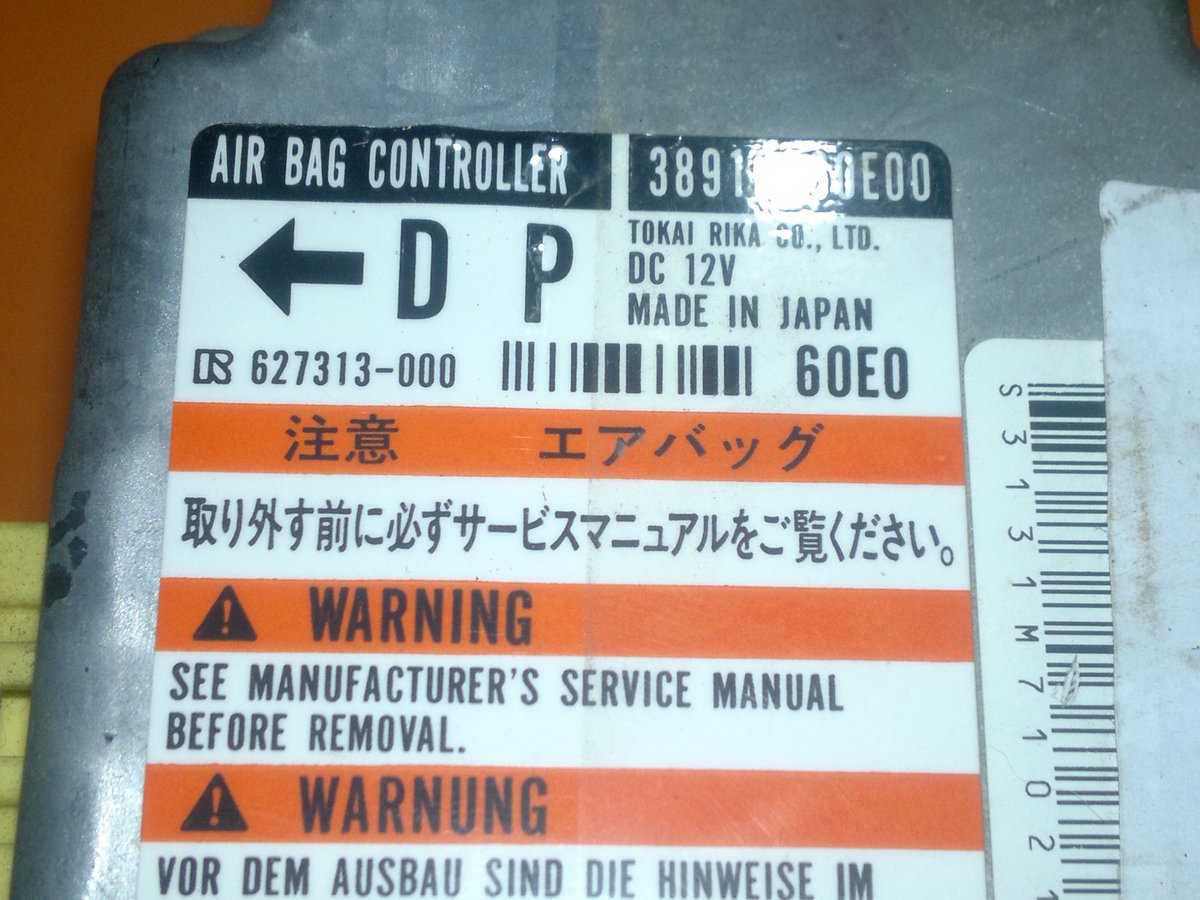 AIR BAG CONTROLLER
D P
TOKAI RIKA CO., LTD.
DC 12V
MADE IN JAPAN
627313-000
60E0
注意 エアバッグ
取り外す前に必ずサービスマニュアルをご覧ください。
WARNING
SEE MANUFACTURER'S SERVICE MANUAL
BEFORE REMOVAL.
WARNUNG
VOR DEM AUSBAU SIND DIE HINWEISE IM
S3131M71021